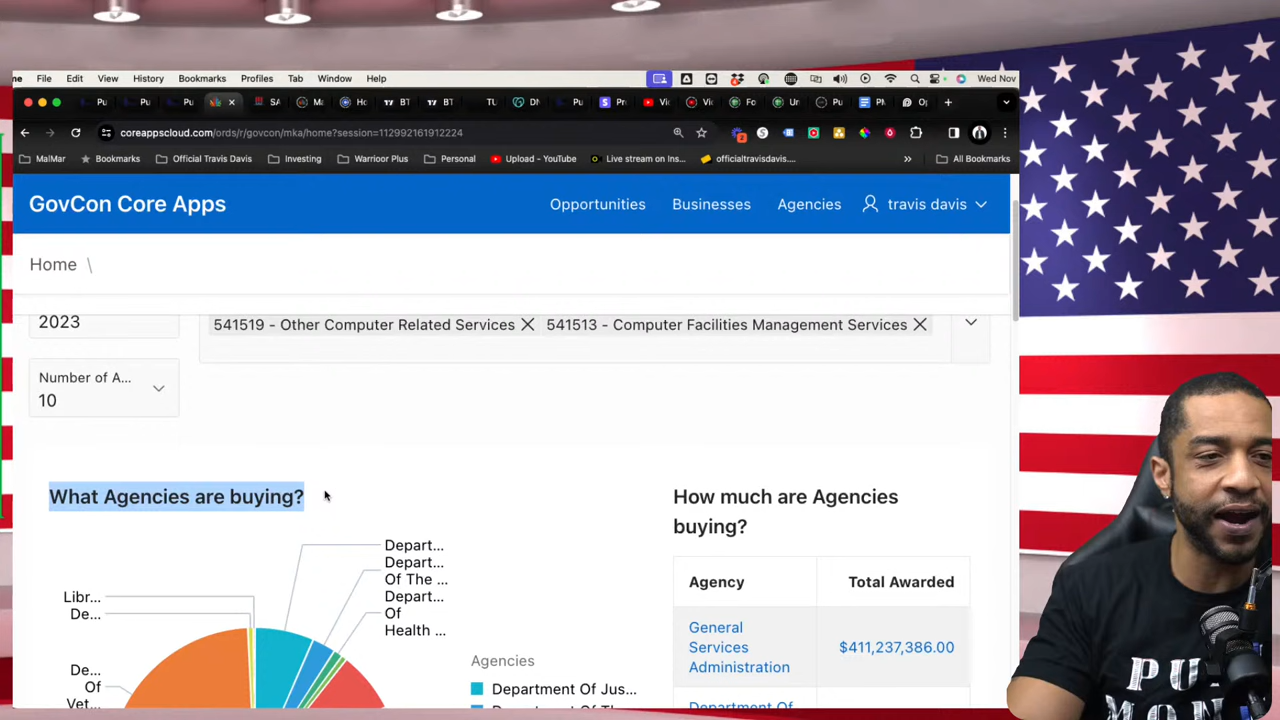 File Edit View History Bookmarks Profiles Tab Window Help Wed Nov
coreappscloud.com/ords/r/govcon/mka/home?session=112992161912224
MalMar Bookmarks Official Travis Davis Investing Warrioor Plus Personal Upload - YouTube Live stream on Ins... officialtravisdavis.... » All Bookmarks
GovCon Core Apps
Opportunities Businesses Agencies travis davis
Home \
2023
541519 - Other Computer Related Services
541513 - Computer Facilities Management Services
Number of A...
10
What Agencies are buying?
How much are Agencies
buying?
Depart...
Depart...
Of The ...
Depart...
Of
Health ...
Libr...
De...
De...
Of
Vet...
Agencies
Department Of Jus...
Agency Total Awarded
General
Services
Administration
$411,237,386.00
Department Of